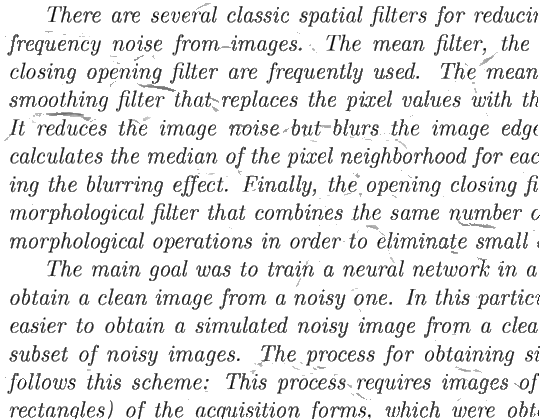 There are several classic spatial filters for reducin
frequency noise from images. The mean filter, the
closing opening filter are frequently used. The mean
smoothing filter that replaces the pixel values with th
It reduces the image noise but blurs the image edge
calculates the median of the pixel neighborhood for eac
ing the blurring effect. Finally, the opening closing fi
morphological filter that combines the same number o
morphological operations in order to eliminate small
The main goal was to train a neural network in a
obtain a clean image from a noisy one. In this particu
easier to obtain a simulated noisy image from a clea
subset of noisy images. The process for obtaining si
follows this scheme: This process requires images of
rectangles) of the acquisition forms, which were obt